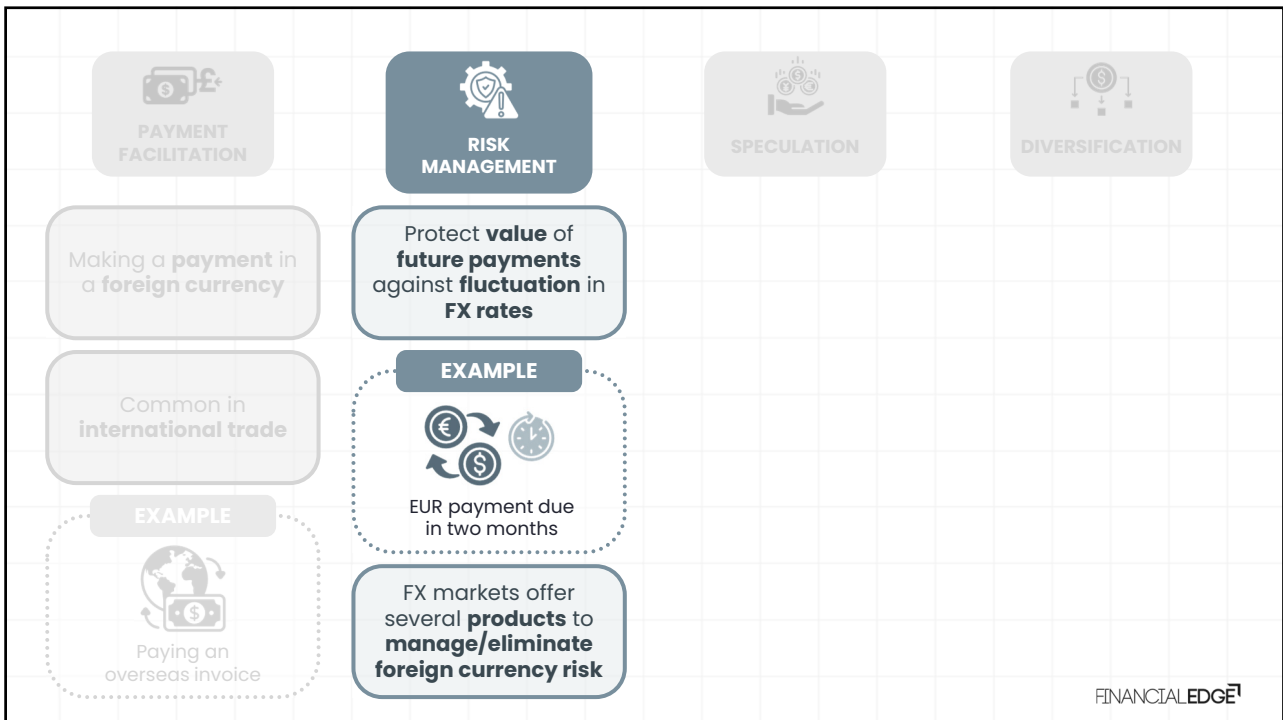 PAYMENT
FACILITATION
Making a payment in
a foreign currency
Common in
international trade
EXAMPLE
Paying an
overseas invoice
RISK
MANAGEMENT
Protect value of
future payments
against fluctuation in
FX rates
EXAMPLE
EUR payment due
in two months
FX markets offer
several products to
manage/eliminate
foreign currency risk
SPECULATION
DIVERSIFICATION
FINANCIALEDGE